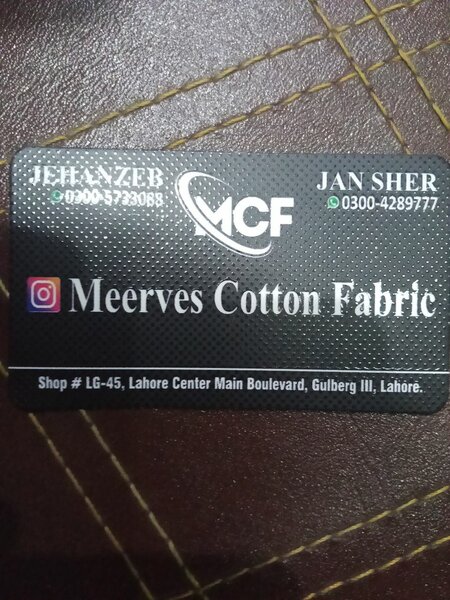 JEHANZEB
0300-5733088
MCF
JAN SHER
0300-4289777
Meerves Cotton Fabric
Shop # LG-45, Lahore Center Main Boulevard, Gulberg III, Lahore.